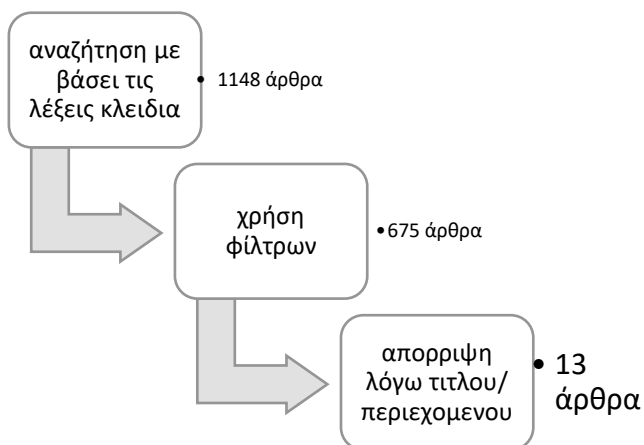 αναζήτηση με
βάσει τις
λέξεις κλειδια
• 1148 άρθρα
χρήση
φίλτρων
• 675 άρθρα
απορριψη
λόγω τιτλου/
περιεχομενου
• 13
άρθρα